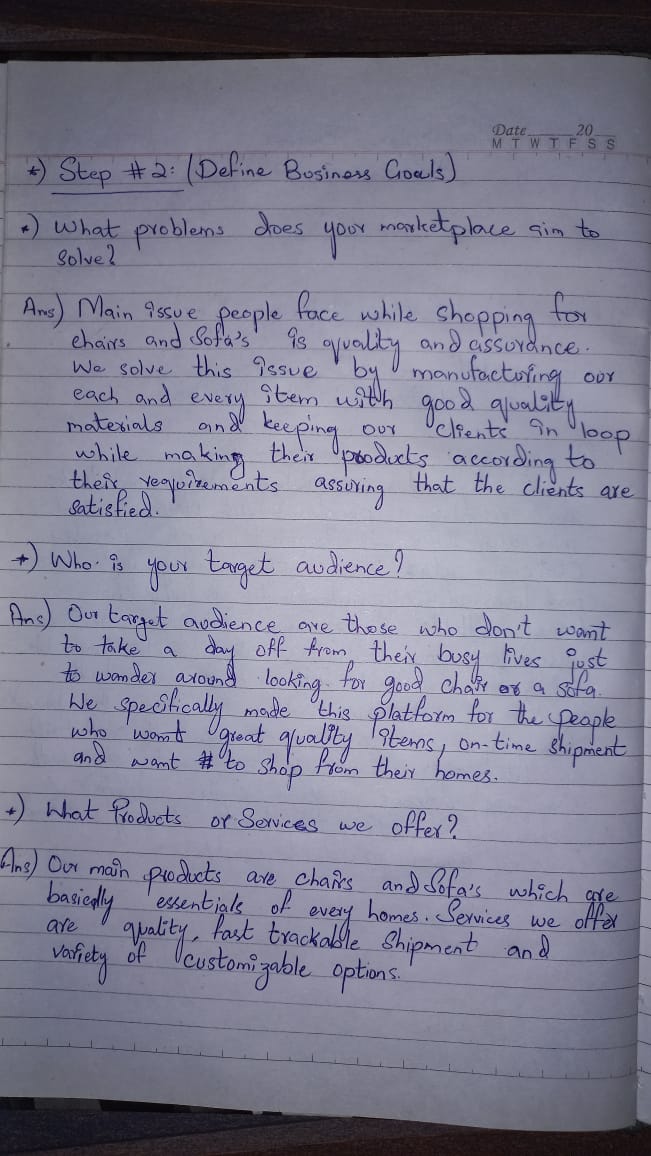 Date 20
M T W T F S S
*) Step #2: (Define Business Goals)
*) What problems does your marketplace aim to
solve?
Ans) Main issue people face while shopping for
chairs and Sofa's is quality and assurance.
We solve this issue by manufacturing our
each and every item with good quality
materials and keeping our clients in loop
while making their products according to
their requirements assuring that the clients are
satisfied.
*) Who is your target audience?
Ans) Our target audience are those who don't want
to take a day off from their busy lives just
to wander around looking for good chair or a sofa.
We specifically made this platform for the people
who want great quality items, on-time shipment
and want to shop from their homes.
*) What Products or Services we offer?
Ans) Our main products are chairs and Sofa's which are
basiclly essentials of every homes. Services we offer
are quality, fast trackable Shipment and
variety of customizable options.